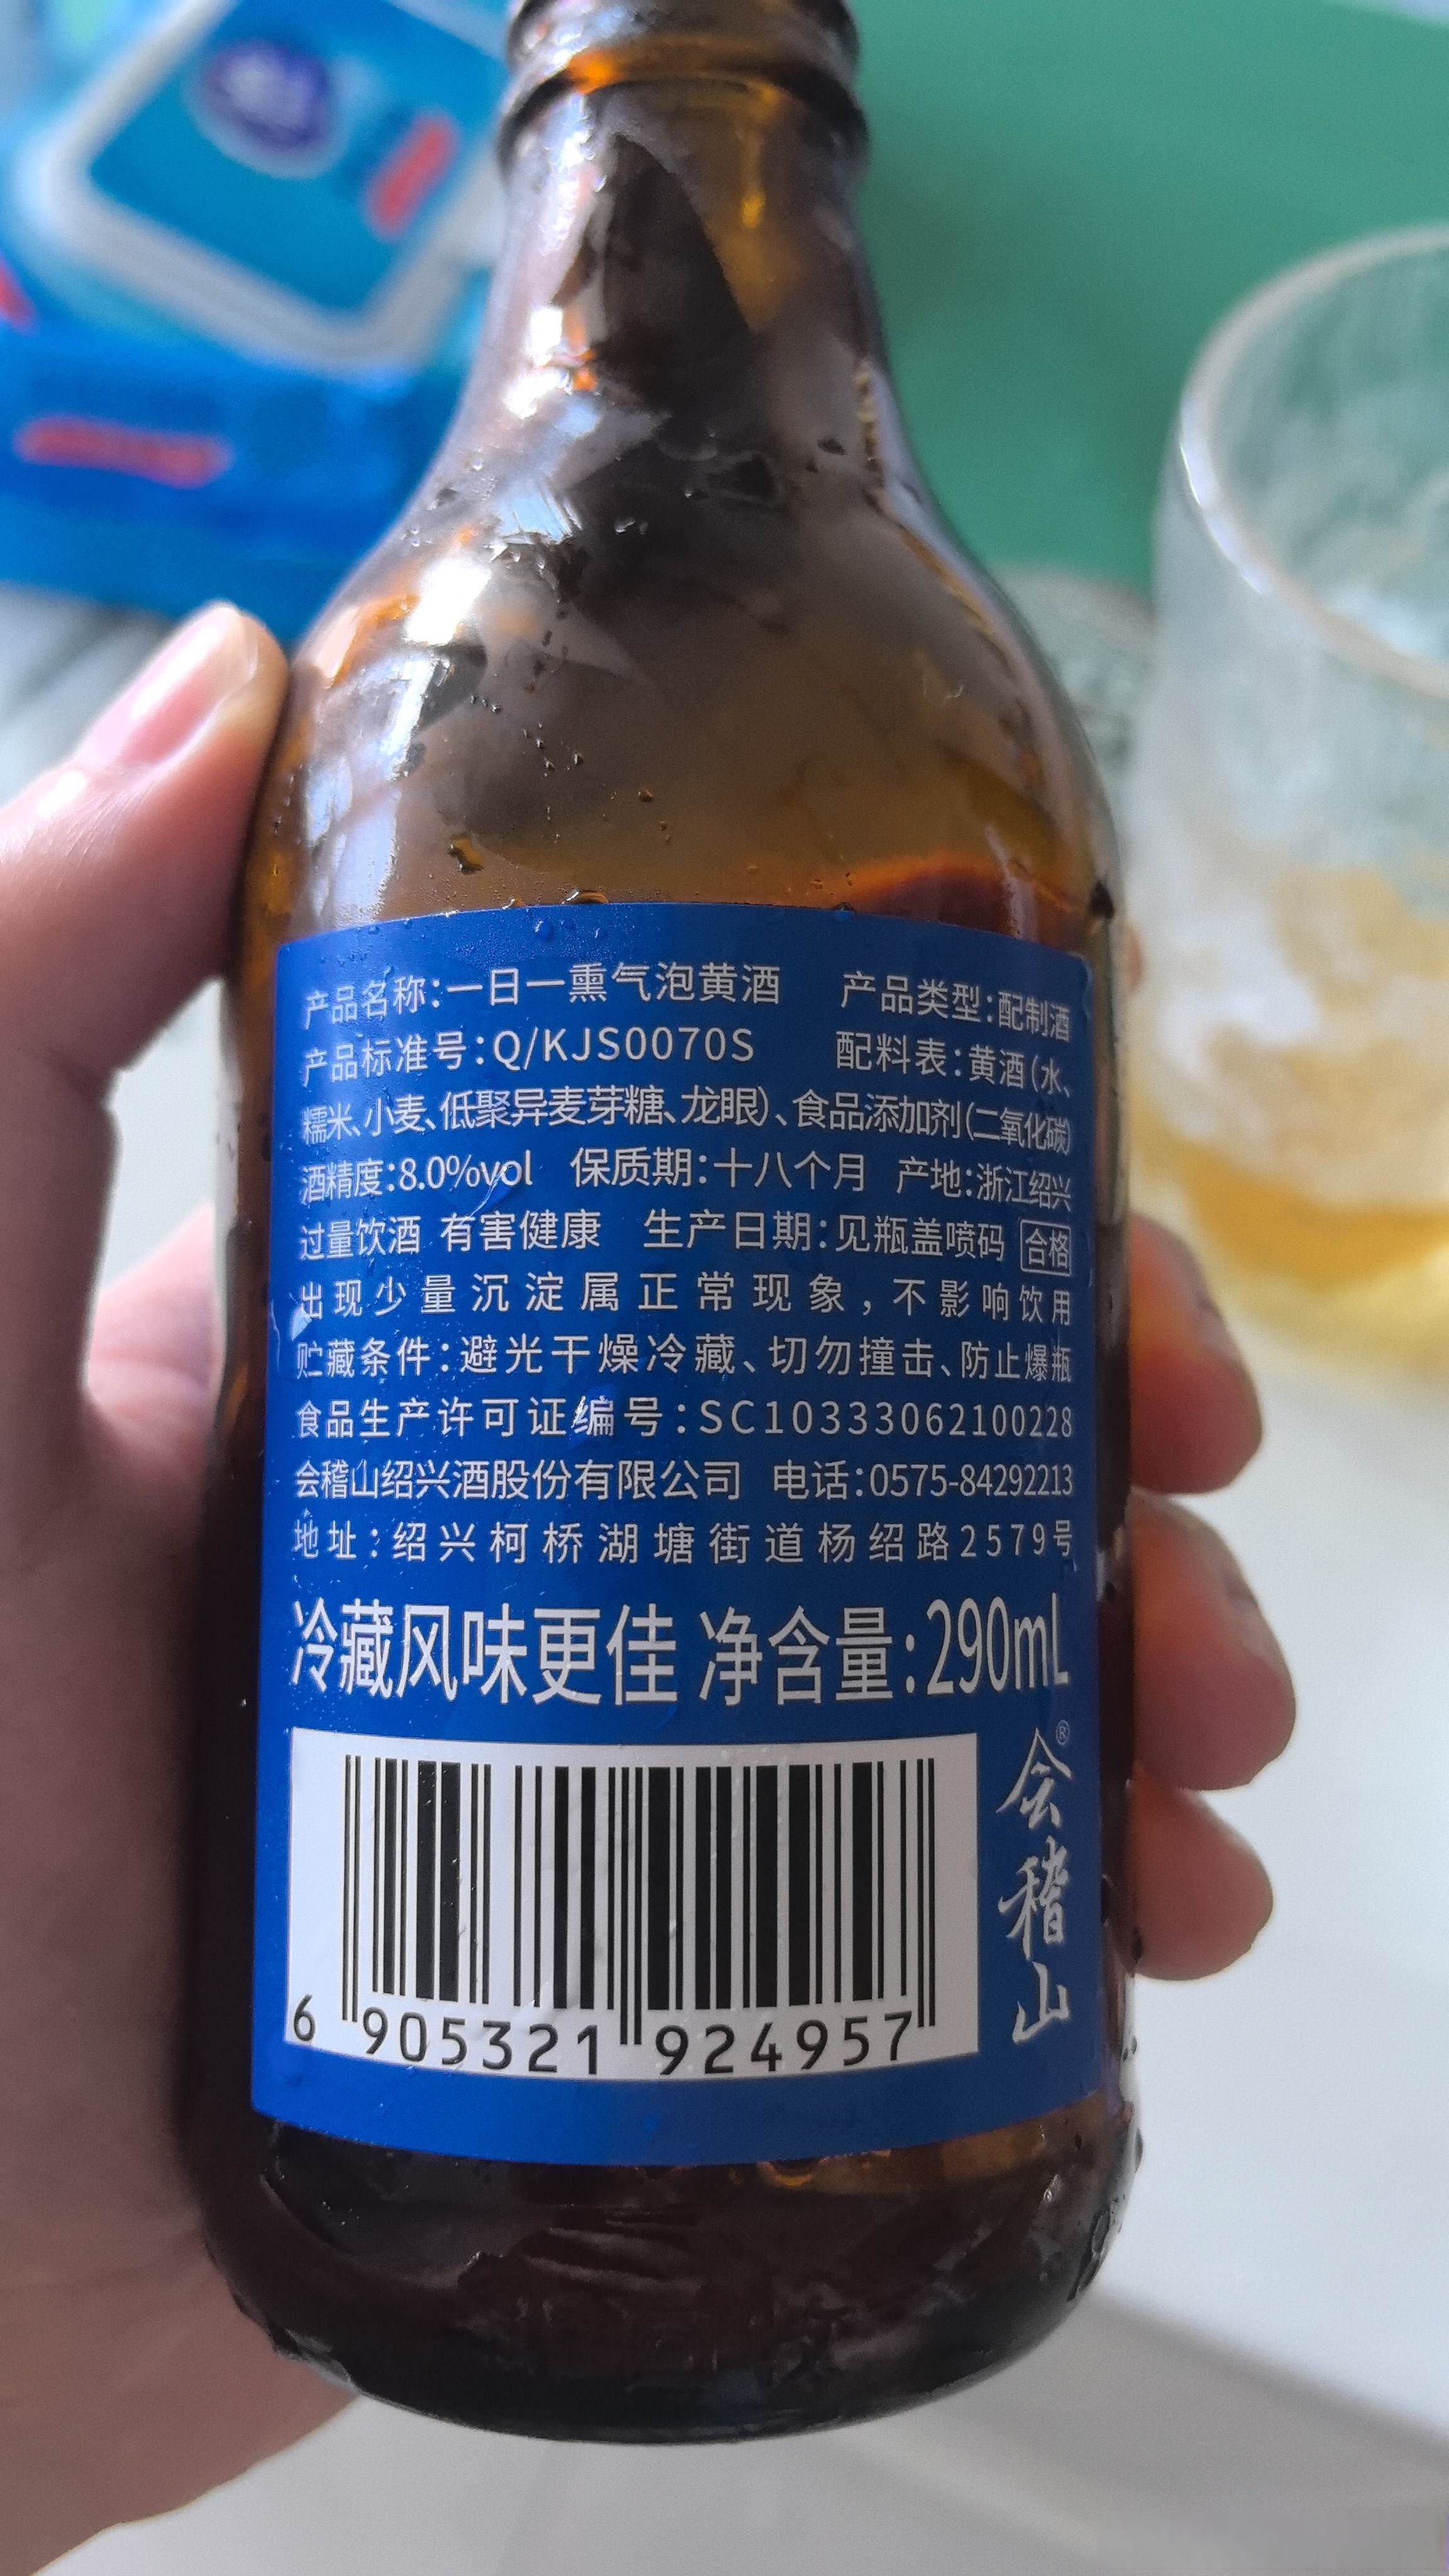 产品名称:一日一熏气泡黄酒 产品类型:配制酒
产品标准号:Q/KJS0070S 配料表:黄酒(水、
糯米、小麦、低聚异麦芽糖、龙眼)、食品添加剂(二氧化碳)
酒精度:8.0%vol 保质期:十八个月 产地:浙江绍兴
过量饮酒 有害健康 生产日期:见瓶盖喷码 合格
出现少量沉淀属正常现象,不影响饮用
贮藏条件:避光干燥冷藏、切勿撞击、防止爆瓶
食品生产许可证编号:SC10333062100228
会稽山绍兴酒股份有限公司 电话:0575-84292213
地址:绍兴柯桥湖塘街道杨绍路2579号
冷藏风味更佳 净含量:290mL
会稽山®
6 905321 924957